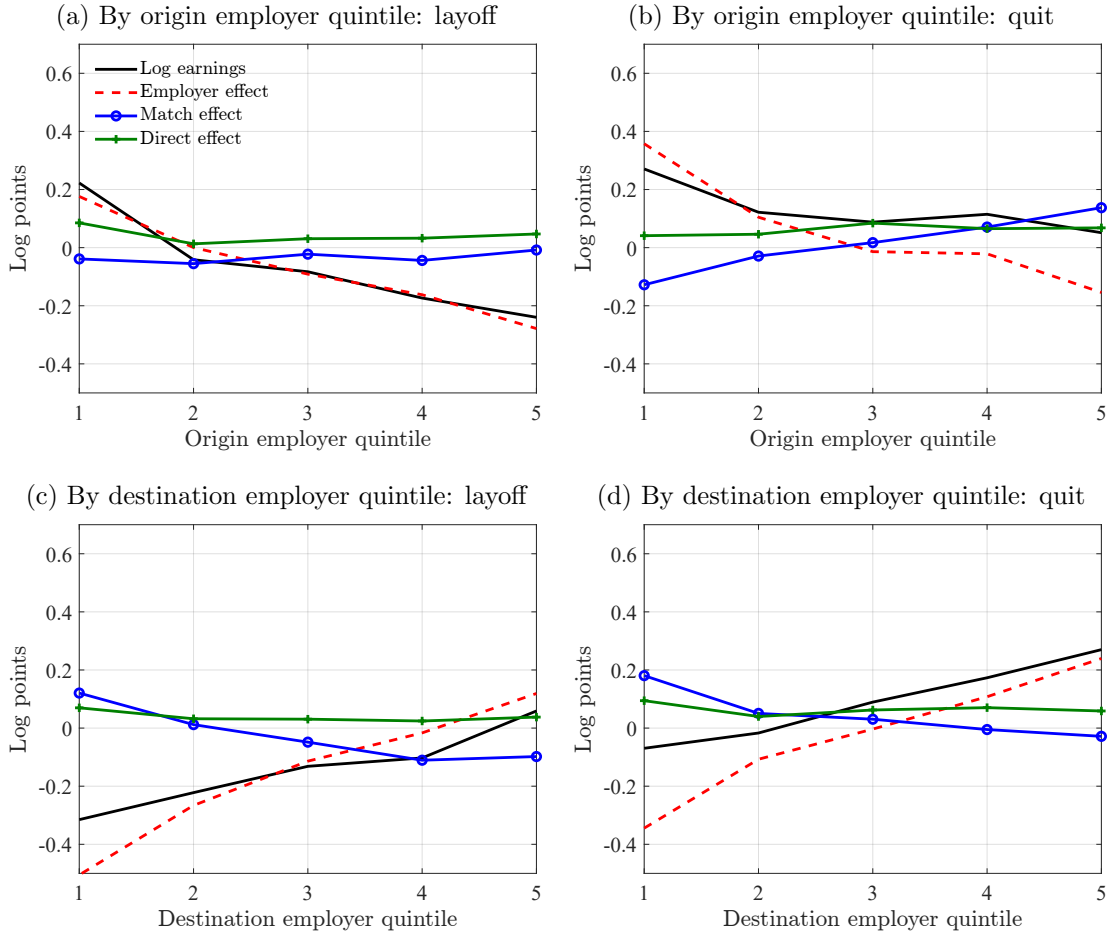 (a) By origin employer quintile: layoff
0.6
0.4
0.2
0
-0.2
-0.4
Log points
Log earnings
Employer effect
Match effect
Direct effect
1 2 3 4 5
Origin employer quintile
(b) By origin employer quintile: quit
0.6
0.4
0.2
0
-0.2
-0.4
Log points
1 2 3 4 5
Origin employer quintile
(c) By destination employer quintile: layoff
0.6
0.4
0.2
0
-0.2
-0.4
Log points
1 2 3 4 5
Destination employer quintile
(d) By destination employer quintile: quit
0.6
0.4
0.2
0
-0.2
-0.4
Log points
1 2 3 4 5
Destination employer quintile